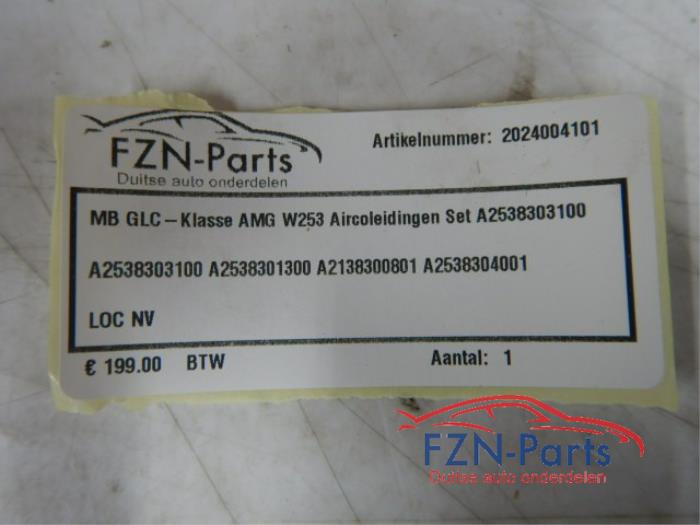 FZN-Parts
Duitse auto onderdelen
Artikelnummer: 2024004101
MB GLC-Klasse AMG W253 Aircoleidingen Set A2538303100
A2538303100 A2538301300 A2138300801 A2538304001
LOC NV
€ 199.00 BTW Aantal: 1
FZN-Parts
Duitse auto onderdelen